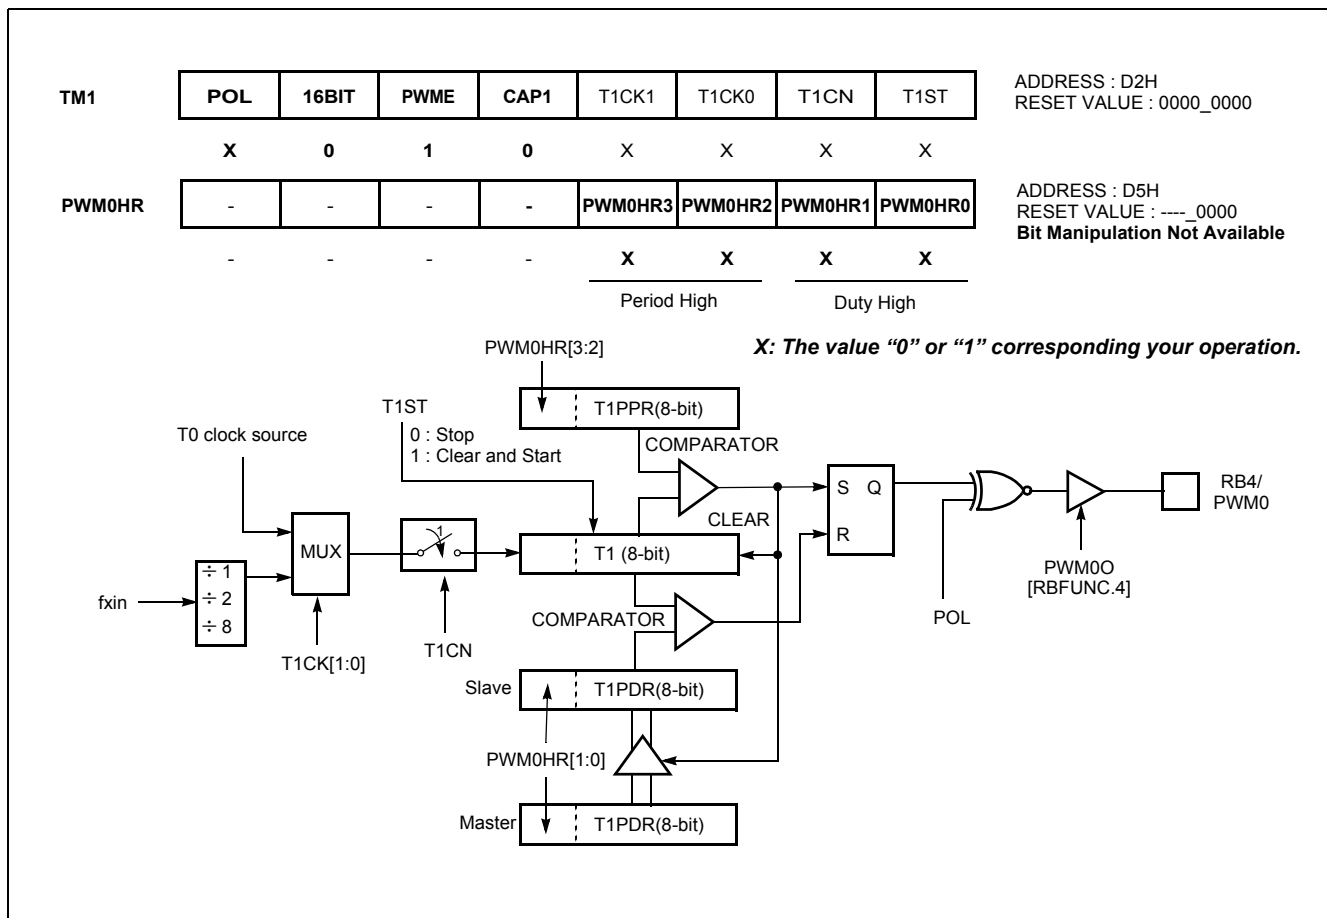 TM1 POL 16BIT PWME CAP1 T1CK1 T1CK0 T1CN T1ST
ADDRESS : D2H
RESET VALUE : 0000_0000
X 0 1 0 X X X X
PWM0HR - - - - PWM0HR3 PWM0HR2 PWM0HR1 PWM0HR0
ADDRESS : D5H
RESET VALUE : ----_0000
Bit Manipulation Not Available
- - - - X X X X
Period High Duty High
X: The value “0” or “1” corresponding your operation.
PWM0HR[3:2]
T1PPR(8-bit)
T1ST
0 : Stop
1 : Clear and Start
COMPARATOR
T0 clock source
S Q
R
RB4/
PWM0
CLEAR
MUX
1
T1 (8-bit)
fxin
÷ 1
÷ 2
÷ 8
PWM0O
[RBFUNC.4]
POL
COMPARATOR
T1CK[1:0]
T1CN
Slave
T1PDR(8-bit)
PWM0HR[1:0]
Master
T1PDR(8-bit)